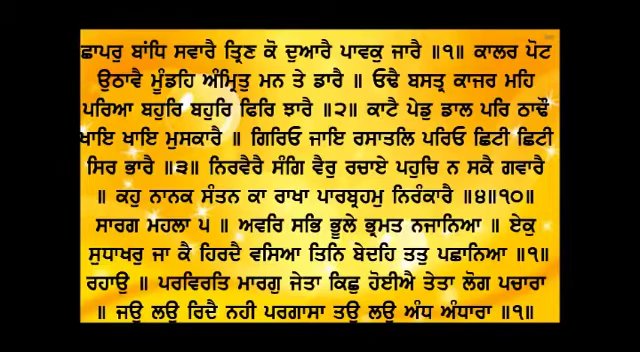 ਛਾਪਰੁ ਬਾਂਧਿ ਸਵਾਰੈ ਤ੍ਰਿਣ ਕੋ ਦੁਆਰੈ ਪਾਵਕੁ ਜਾਰੈ ॥੧॥ ਕਾਲਰ ਪੋਟ
ਉਠਾਵੈ ਮੂੰਡਹਿ ਅੰਮ੍ਰਿਤੁ ਮਨ ਤੇ ਡਾਰੈ ॥ ਓਢੈ ਬਸਤ੍ਰ ਕਾਜਰ ਮਹਿ
ਪਰਿਆ ਬਹੁਰਿ ਬਹੁਰਿ ਫਿਰਿ ਝਾਰੈ ॥੨॥ ਕਾਟੈ ਪੇਡੁ ਡਾਲ ਪਰਿ ਠਾਢੌ
ਖਾਇ ਖਾਇ ਮੁਸਕਾਰੈ ॥ ਗਿਰਿਓ ਜਾਇ ਰਸਾਤਲਿ ਪਰਿਓ ਛਿਟੀ ਛਿਟੀ
ਸਿਰ ਭਾਰੈ ॥੩॥ ਨਿਰਵੈਰੈ ਸੰਗਿ ਵੈਰੁ ਰਚਾਏ ਪਹੁਚਿ ਨ ਸਕੈ ਗਵਾਰੈ
॥ ਕਹੁ ਨਾਨਕ ਸੰਤਨ ਕਾ ਰਾਖਾ ਪਾਰਬ੍ਰਹਮੁ ਨਿਰੰਕਾਰੈ ॥੪॥੧੦॥
ਸਾਰਗ ਮਹਲਾ ੫ ॥ ਅਵਰਿ ਸਭਿ ਭੂਲੇ ਭ੍ਰਮਤ ਨਜਾਨਿਆ ॥ ਏਕੁ
ਸੁਧਾਖਰੁ ਜਾ ਕੈ ਹਿਰਦੈ ਵਸਿਆ ਤਿਨਿ ਬੇਦਹਿ ਤਤੁ ਪਛਾਨਿਆ ॥੧॥
ਰਹਾਉ ॥ ਪਰਵਿਰਤਿ ਮਾਰਗੁ ਜੇਤਾ ਕਿਛੁ ਹੋਈਐ ਤੇਤਾ ਲੋਗ ਪਚਾਰਾ
॥ ਜਉ ਲਉ ਰਿਦੈ ਨਹੀ ਪਰਗਾਸਾ ਤਉ ਲਉ ਅੰਧ ਅੰਧਾਰਾ ॥੧॥